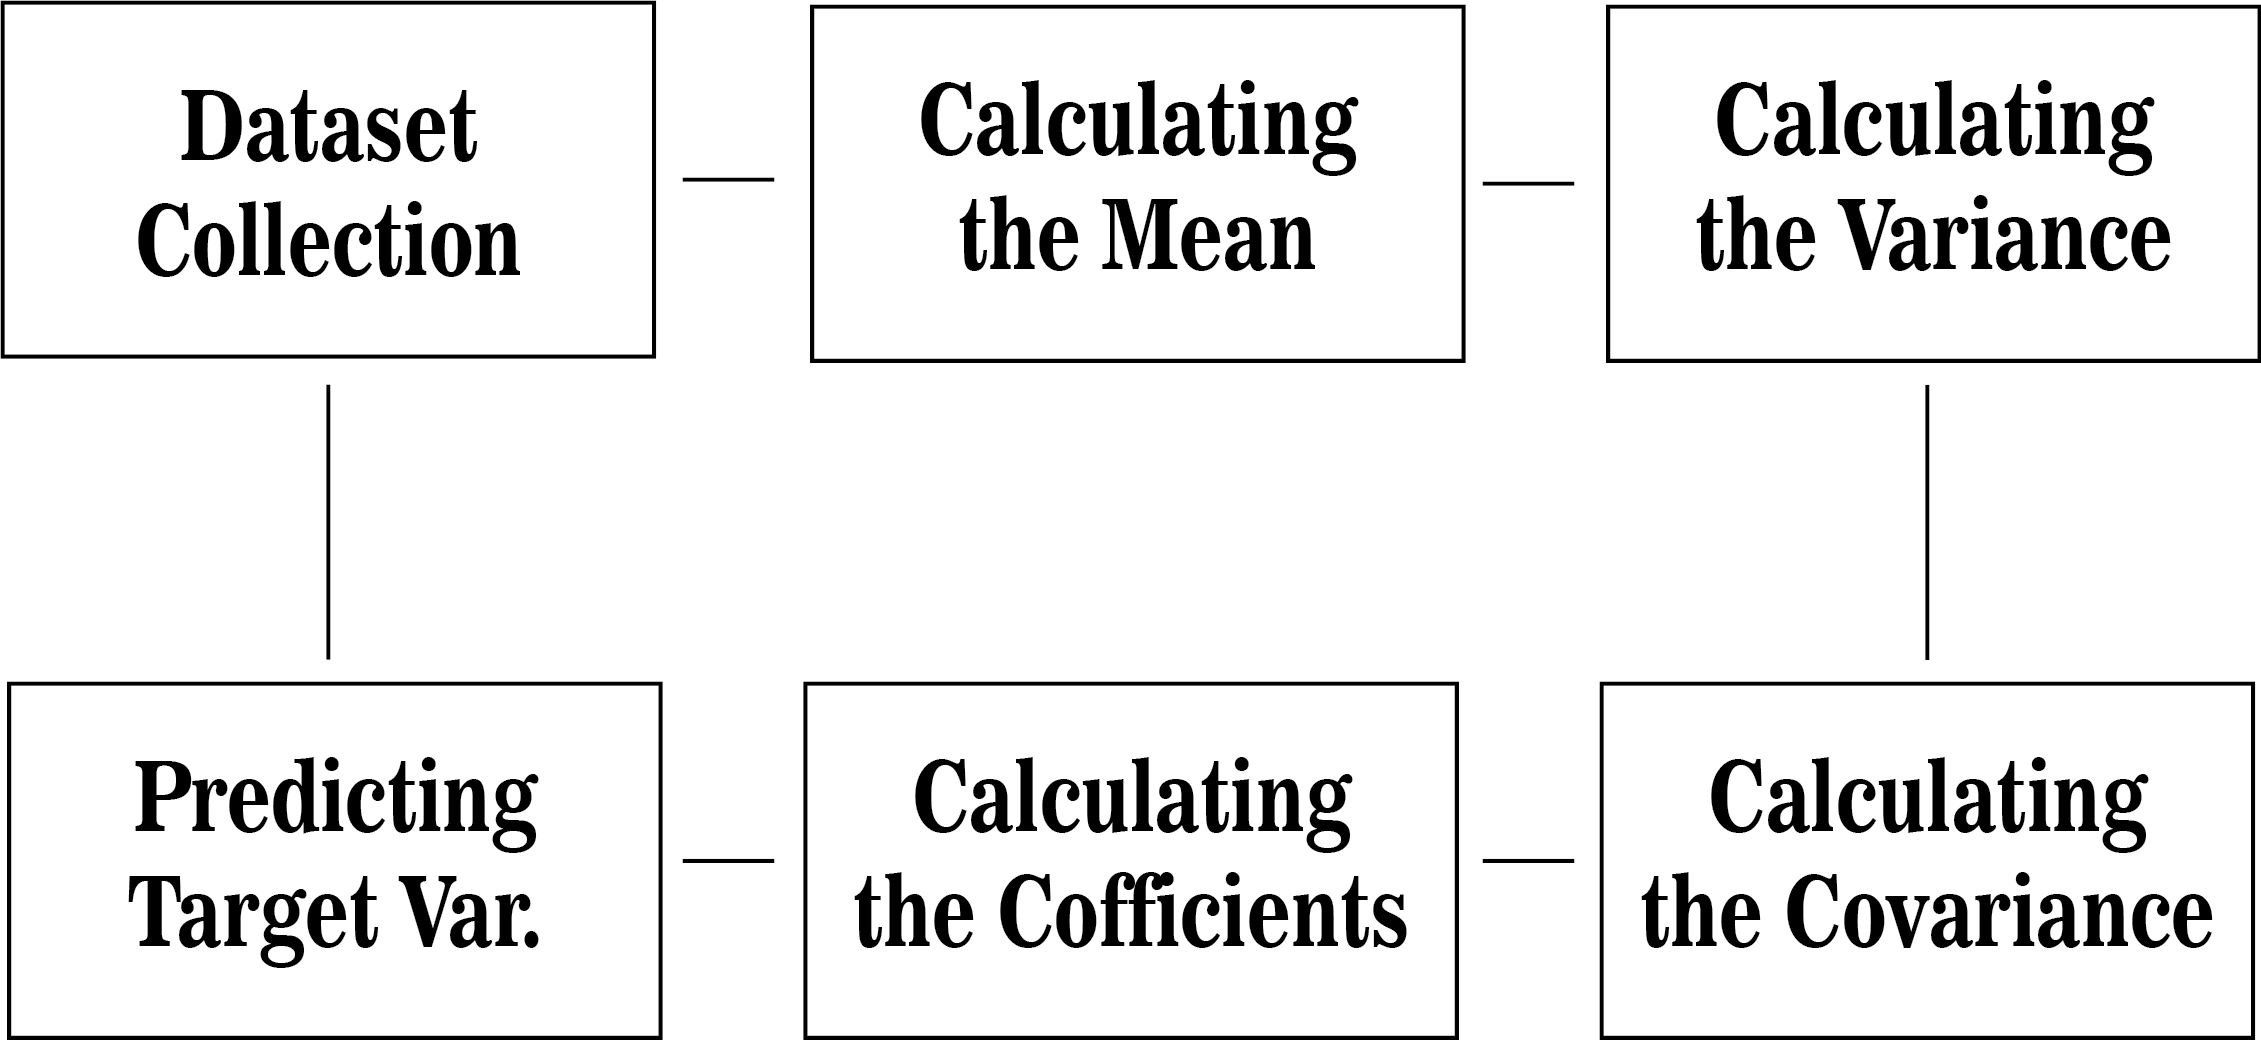 Dataset
Collection
Calculating
the Mean
Calculating
the Variance
Predicting
Target Var.
Calculating
the Cofficients
Calculating
the Covariance